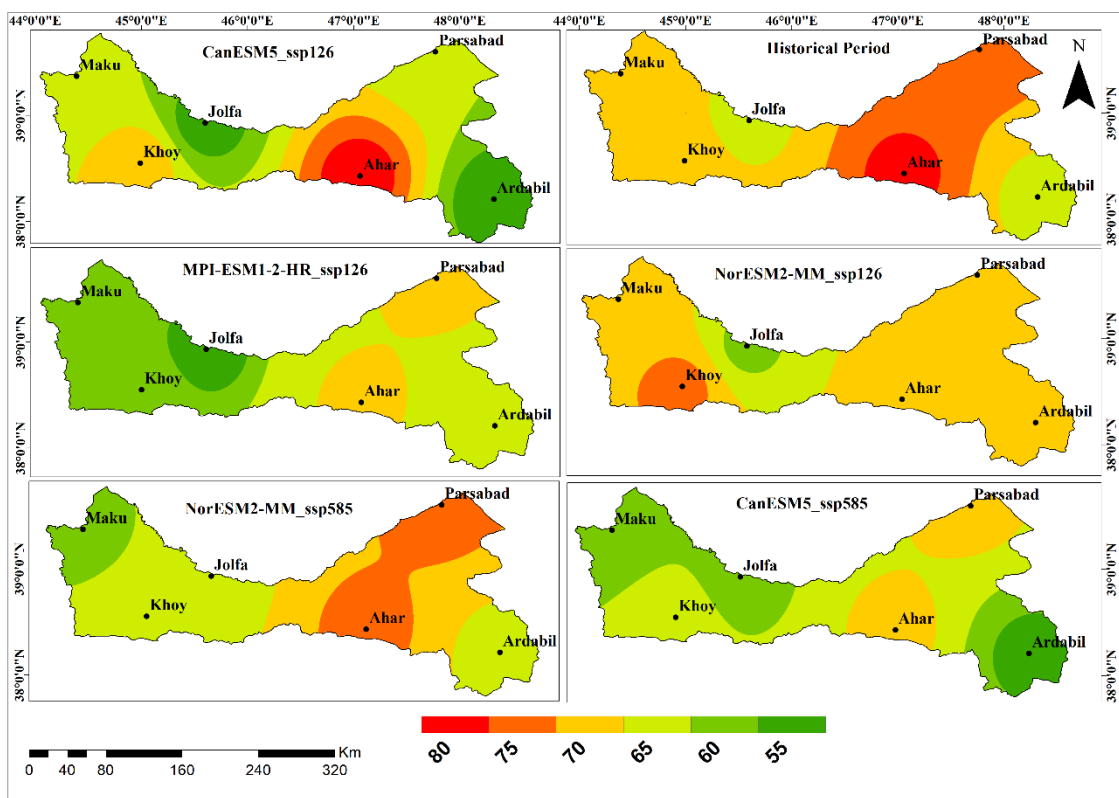 44°0'0"E 45°0'0"E 46°0'0"E 47°0'0"E 48°0'0"E 44°0'0"E 45°0'0"E 46°0'0"E 47°0'0"E 48°0'0"E
CanESM5_ssp126
Parsabad
Maku
Jolfa
Khoy
Ahar
Ardabil
Historical Period
Parsabad
N
Maku
Jolfa
Khoy
Ahar
Ardabil
39°0'0"N
38°0'0"N
39°0'0"N
38°0'0"N
MPI-ESM1-2-HR_ssp126
Parsabad
Maku
Jolfa
Khoy
Ahar
Ardabil
NorESM2-MM_ssp126
Parsabad
Maku
Jolfa
Khoy
Ahar
Ardabil
39°0'0"N
38°0'0"N
39°0'0"N
38°0'0"N
NorESM2-MM_ssp585
Parsabad
Maku
Jolfa
Khoy
Ahar
Ardabil
CanESM5_ssp585
Parsabad
Maku
Jolfa
Khoy
Ahar
Ardabil
39°0'0"N
38°0'0"N
39°0'0"N
38°0'0"N
80 75 70 65 60 55
Km
0 20 40 80 160 240 320